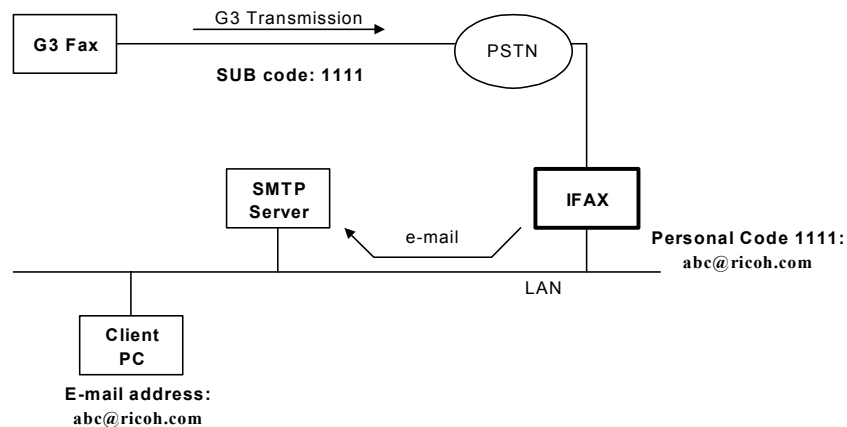 G3 Transmission
G3 Fax
PSTN
SUB code: 1111
SMTP
Server
IFAX
e-mail
Personal Code 1111:
abc@ricoh.com
LAN
Client
PC
E-mail address:
abc@ricoh.com